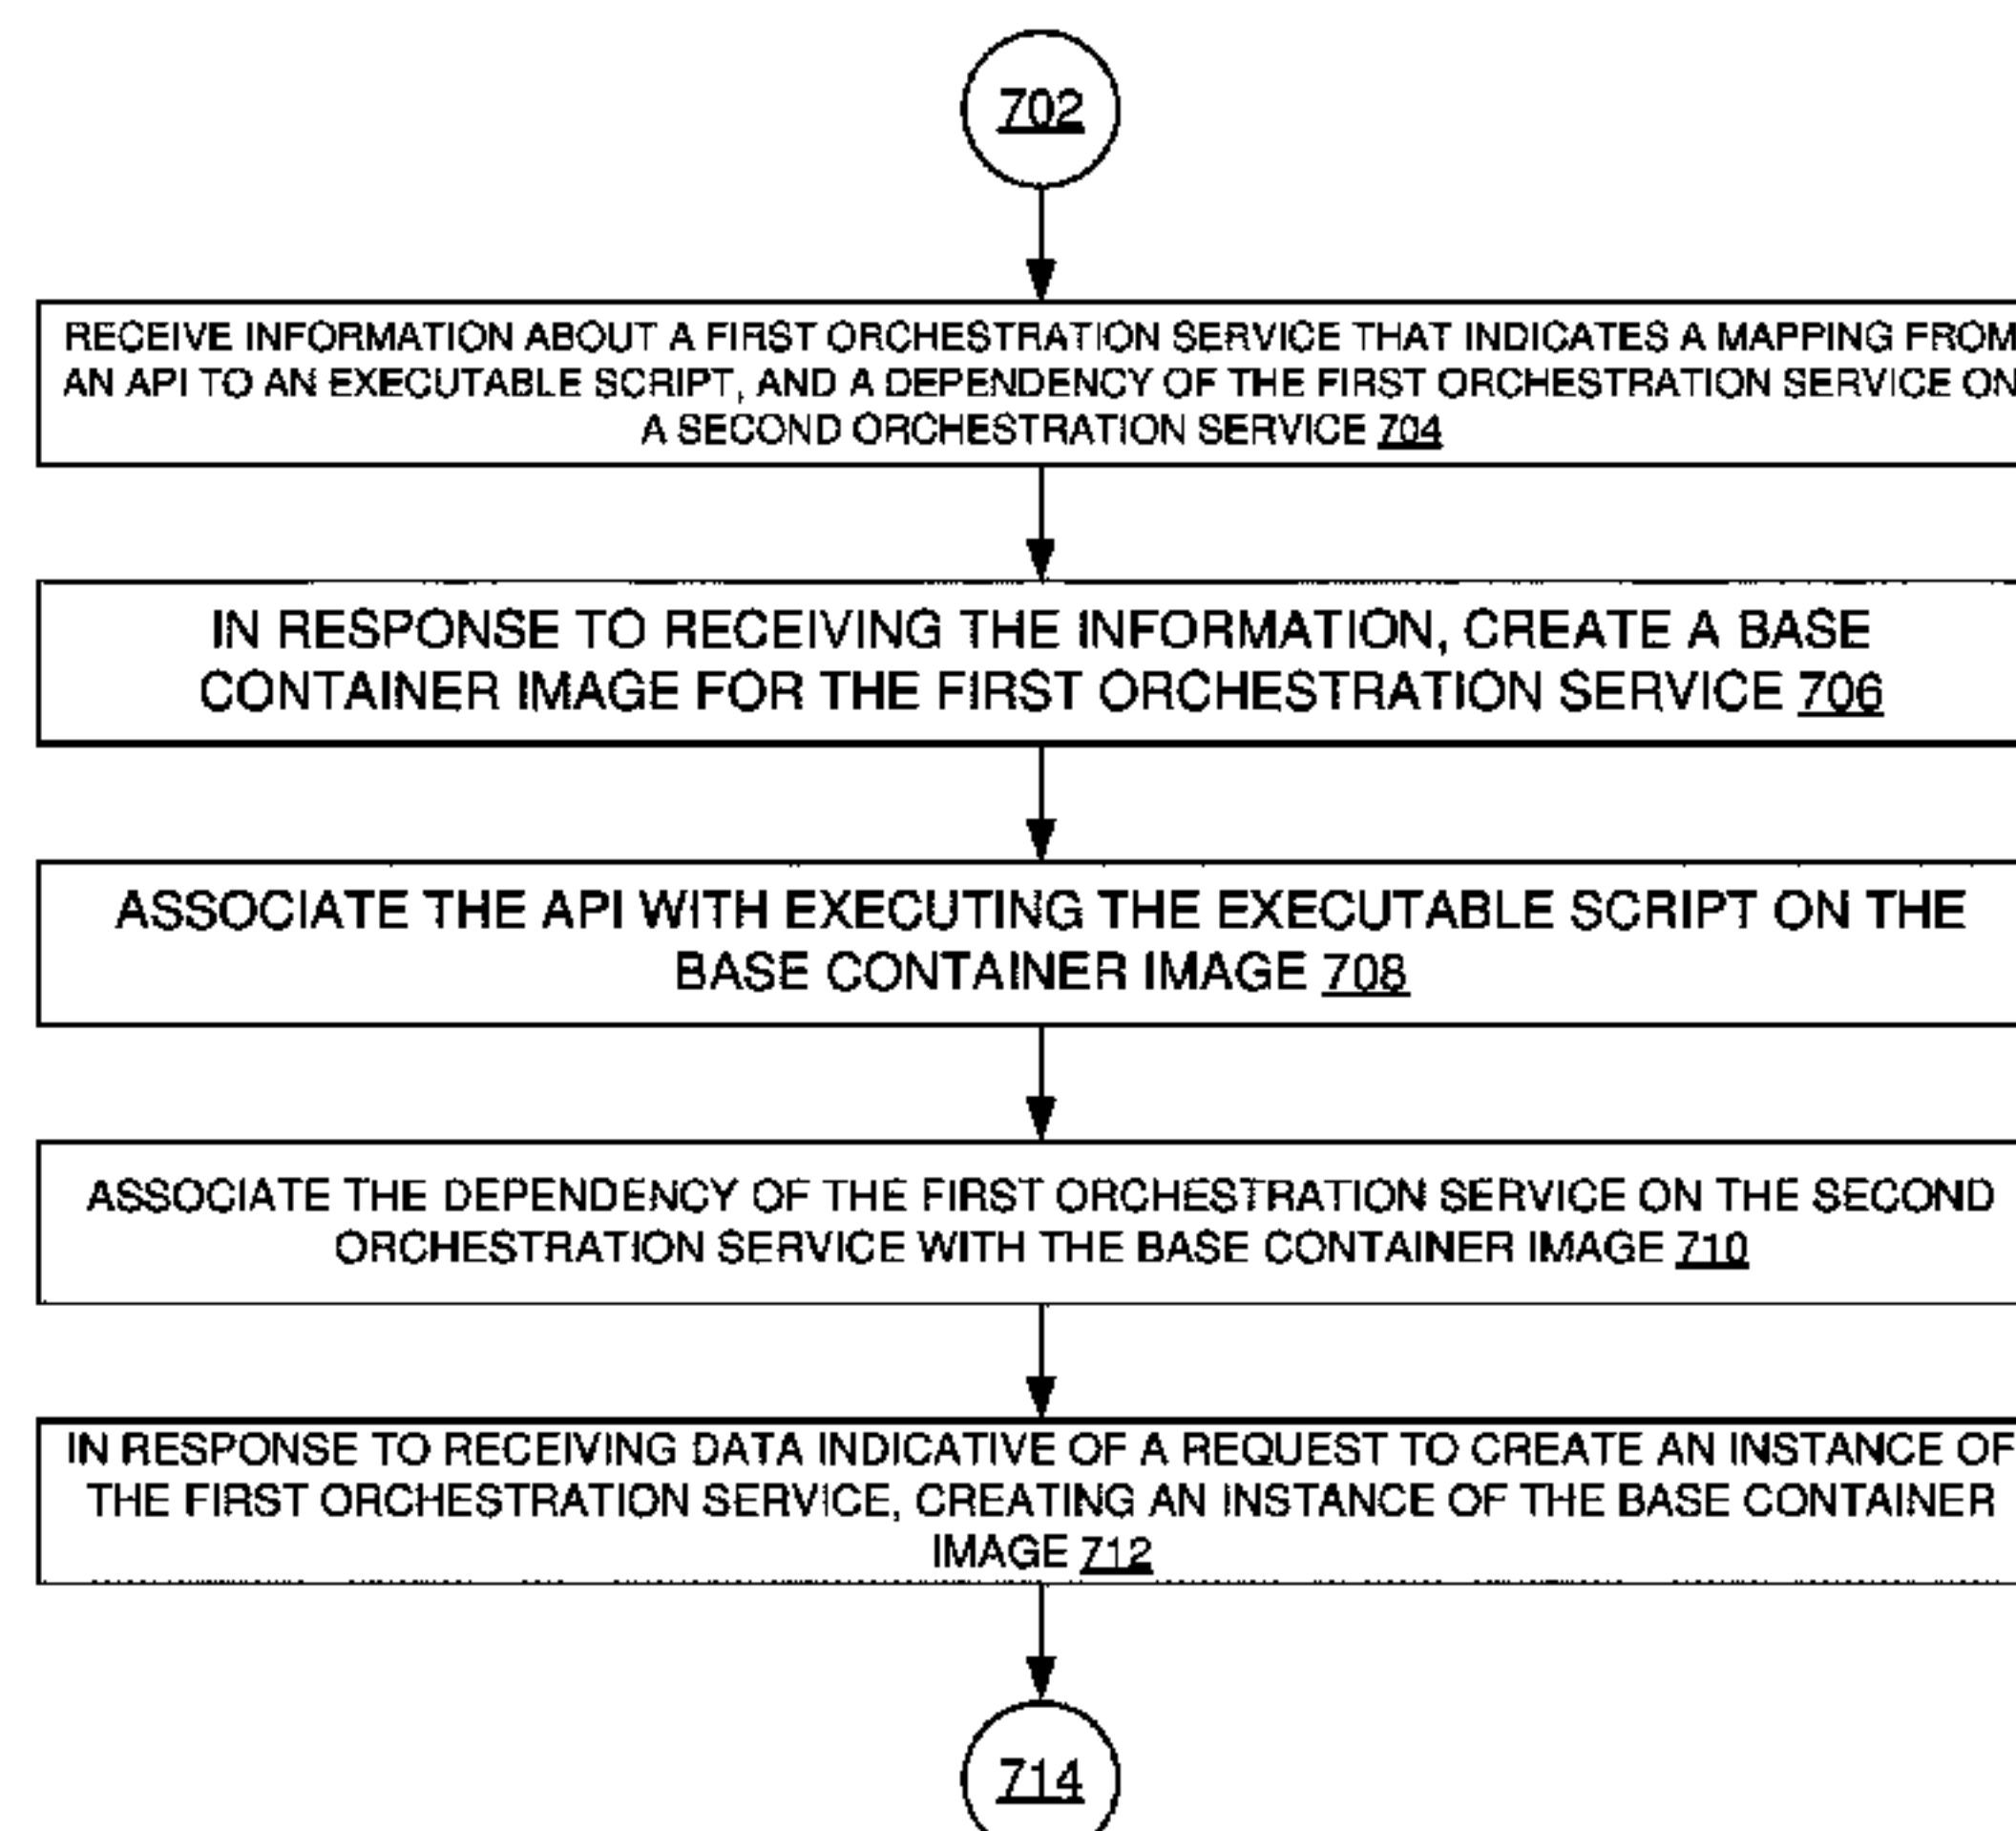 702
RECEIVE INFORMATION ABOUT A FIRST ORCHESTRATION SERVICE THAT INDICATES A MAPPING FROM
AN API TO AN EXECUTABLE SCRIPT, AND A DEPENDENCY OF THE FIRST ORCHESTRATION SERVICE ON
A SECOND ORCHESTRATION SERVICE 704
IN RESPONSE TO RECEIVING THE INFORMATION, CREATE A BASE
CONTAINER IMAGE FOR THE FIRST ORCHESTRATION SERVICE 706
ASSOCIATE THE API WITH EXECUTING THE EXECUTABLE SCRIPT ON THE
BASE CONTAINER IMAGE 708
ASSOCIATE THE DEPENDENCY OF THE FIRST ORCHESTRATION SERVICE ON THE SECOND
ORCHESTRATION SERVICE WITH THE BASE CONTAINER IMAGE 710
IN RESPONSE TO RECEIVING DATA INDICATIVE OF A REQUEST TO CREATE AN INSTANCE OF
THE FIRST ORCHESTRATION SERVICE, CREATING AN INSTANCE OF THE BASE CONTAINER
IMAGE 712
714